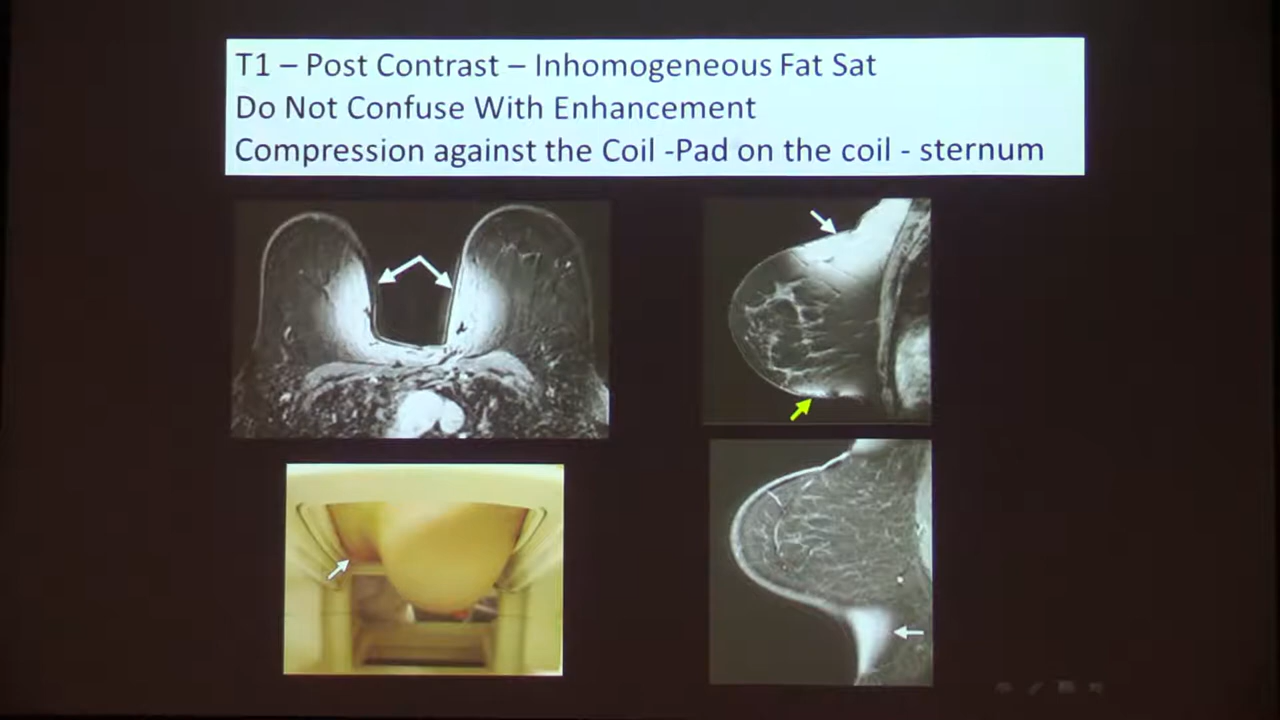 T1 – Post Contrast – Inhomogeneous Fat Sat
Do Not Confuse With Enhancement
Compression against the Coil -Pad on the coil - sternum